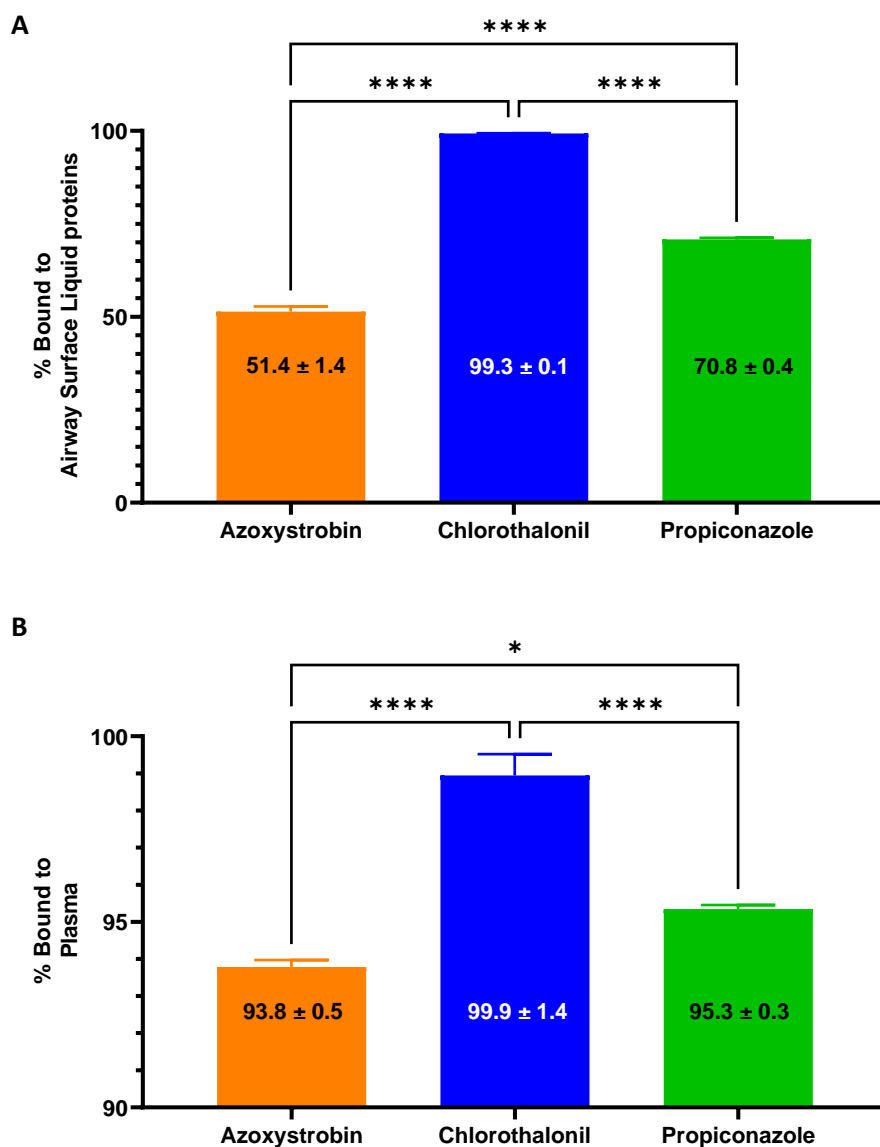 A
****
**** ****
100
50
0
% Bound to
Airway Surface Liquid proteins
51.4 ± 1.4 99.3 ± 0.1 70.8 ± 0.4
Azoxystrobin Chlorothalonil Propiconazole
B
*
**** ****
100
95
90
% Bound to
Plasma
93.8 ± 0.5 99.9 ± 1.4 95.3 ± 0.3
Azoxystrobin Chlorothalonil Propiconazole